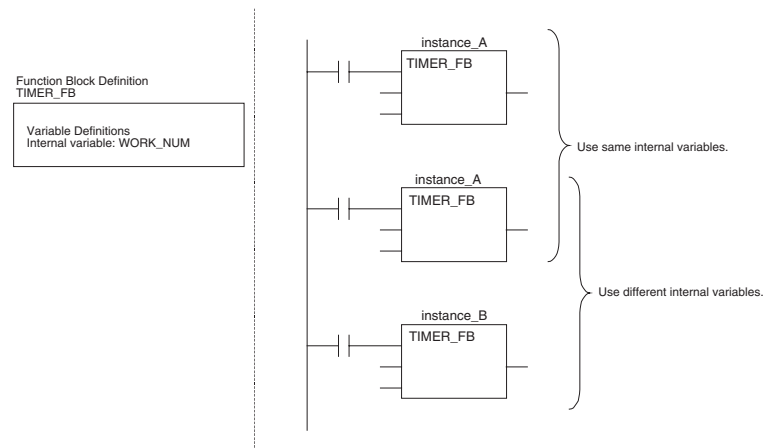 Function Block Definition
TIMER_FB
Variable Definitions
Internal variable: WORK_NUM
instance_A
TIMER_FB
Use same internal variables.
instance_A
TIMER_FB
Use different internal variables.
instance_B
TIMER_FB